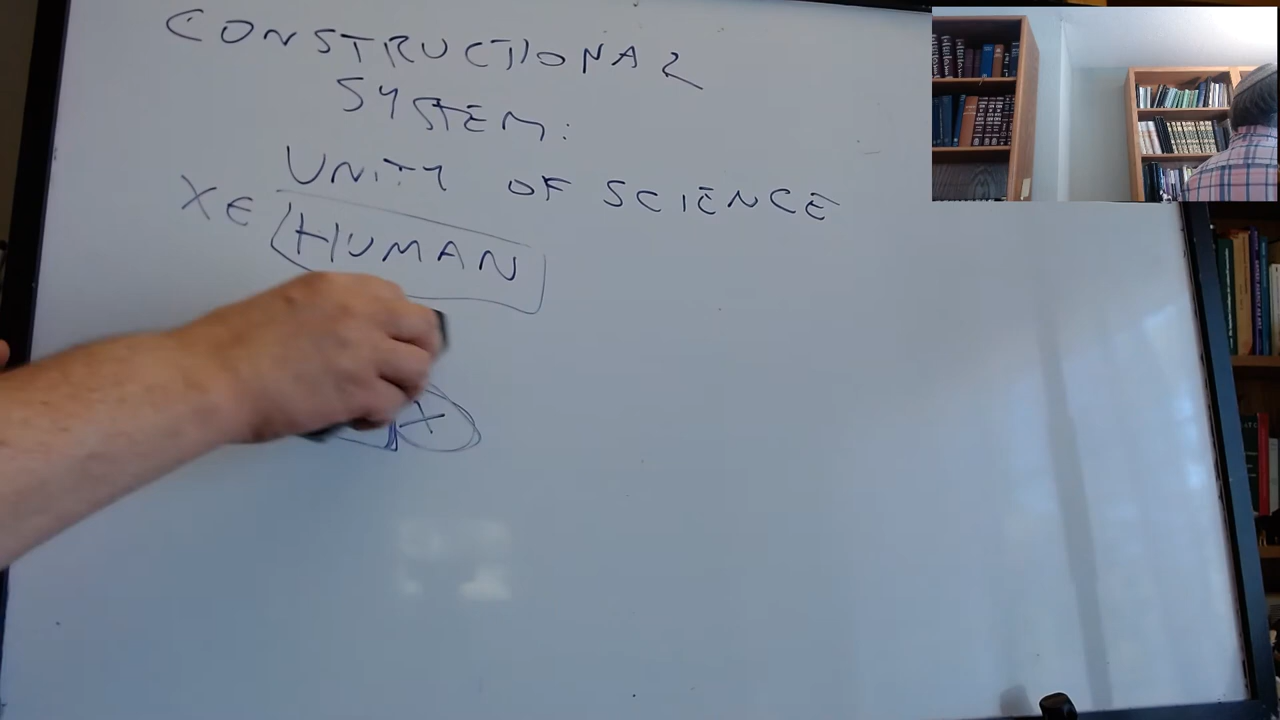 CONSTRUCTIONAL
SYSTEM:
UNITY OF SCIENCE
X ∈ HUMAN
X